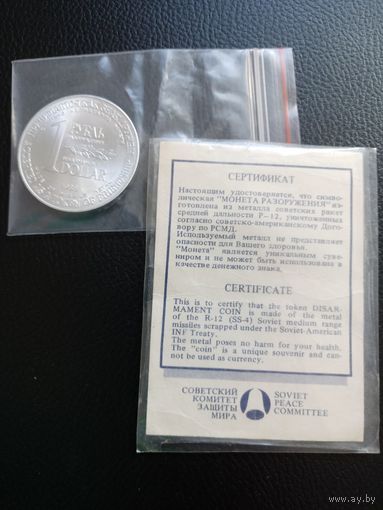 1
РУБЛЬ
DOLLAR
СЕРТИФИКАТ
Настоящим удостоверяется, что симво-
лическая "МОНЕТА РАЗОРУЖЕНИЯ" из-
готовлена из металла советских ракет
средней дальности Р-12, уничтоженных
согласно советско-американскому Дого-
вору по РСМД.
Используемый металл не представляет
опасности для Вашего здоровья.
"Монета" является уникальным суве-
ниром и не может быть использована в
качестве денежного знака.
CERTIFICATE
This is to certify that the token DISAR-
MAMENT COIN is made of the metal
of the R-12 (SS-4) Soviet medium range
missiles scrapped under the Soviet-American
INF Treaty.
The metal poses no harm for your health.
The "coin" is a unique souvenir and can-
not be used as currency.
СОВЕТСКИЙ
КОМИТЕТ
ЗАЩИТЫ
МИРА
SOVIET
PEACE
COMMITTEE
www.ay.by